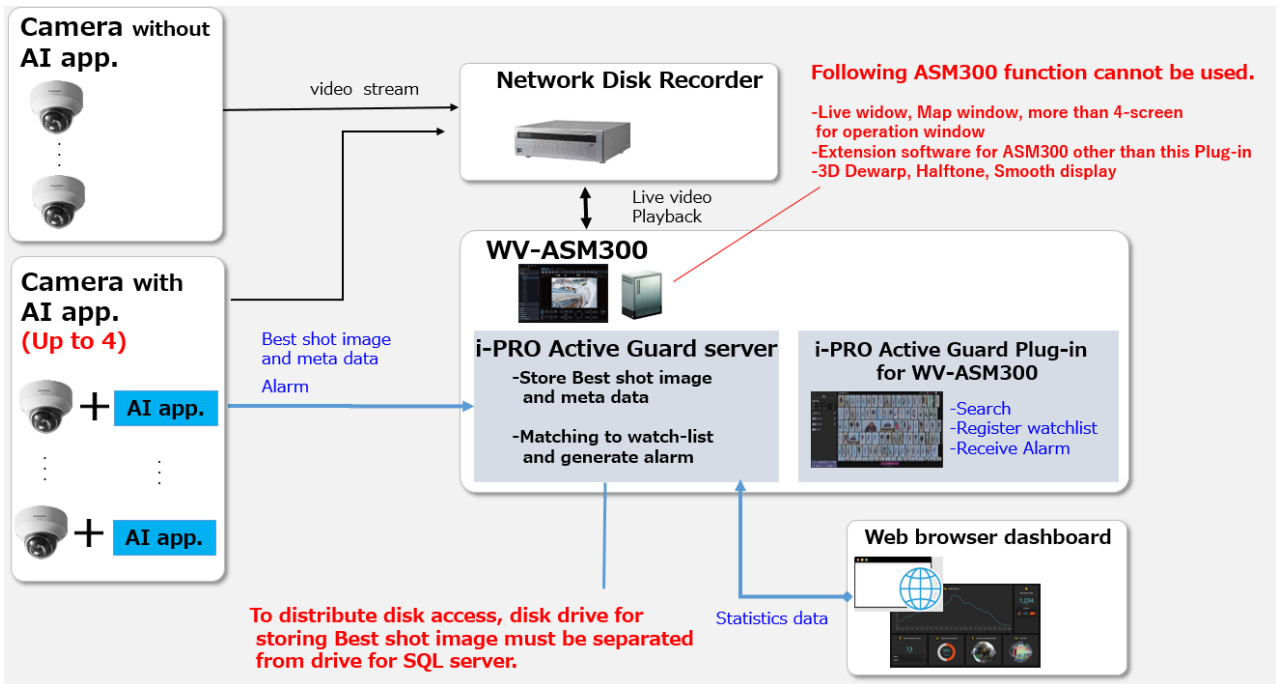 Camera without
AI app.
Camera with
AI app.
(Up to 4)
AI app.
AI app.
video stream
Best shot image
and meta data
Alarm
Network Disk Recorder
Live video
Playback
Following ASM300 function cannot be used.
-Live widow, Map window, more than 4-screen
for operation window
-Extension software for ASM300 other than this Plug-in
-3D Dewarp, Halftone, Smooth display
WV-ASM300
i-PRO Active Guard server
-Store Best shot image
and meta data
-Matching to watch-list
and generate alarm
i-PRO Active Guard Plug-in
for WV-ASM300
-Search
-Register watchlist
-Receive Alarm
To distribute disk access, disk drive for
storing Best shot image must be separated
from drive for SQL server.
Statistics data
Web browser dashboard
1,234
13